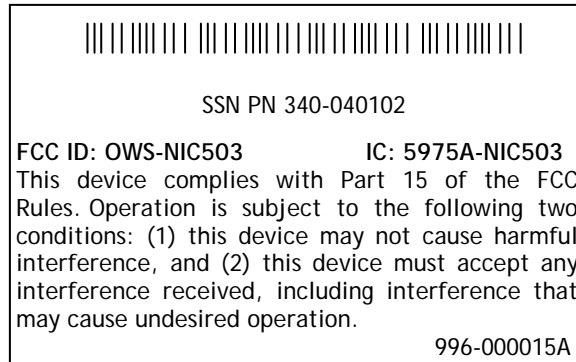 SSN PN 340-040102
FCC ID: OWS-NIC503 IC: 5975A-NIC503
This device complies with Part 15 of the FCC
Rules. Operation is subject to the following two
conditions: (1) this device may not cause harmful
interference, and (2) this device must accept any
interference received, including interference that
may cause undesired operation.
996-000015A